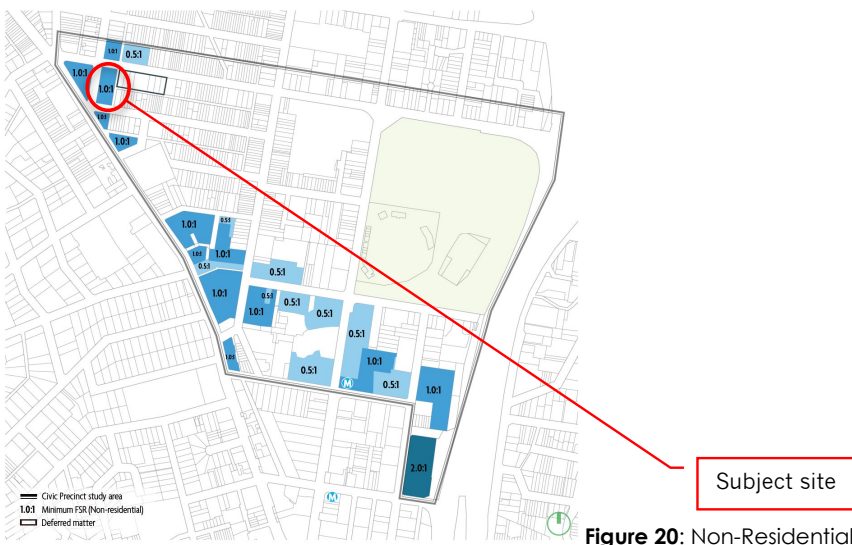 1.0:1 0.5:1
1.0:1 1.0:1
1.0:1
1.0:1
1.0:1 0.5:1
1.0:1 1.0:1
0.5:1 0.5:1
1.0:1 1.0:1 0.5:1 0.5:1 0.5:1
0.5:1
1.0:1 0.5:1 1.0:1
M 0.5:1 1.0:1
2.0:1
M
Civic Precinct study area
1.0:1 Minimum FSR (Non-residential)
Deferred matter
Subject site
Figure 20: Non-Residential